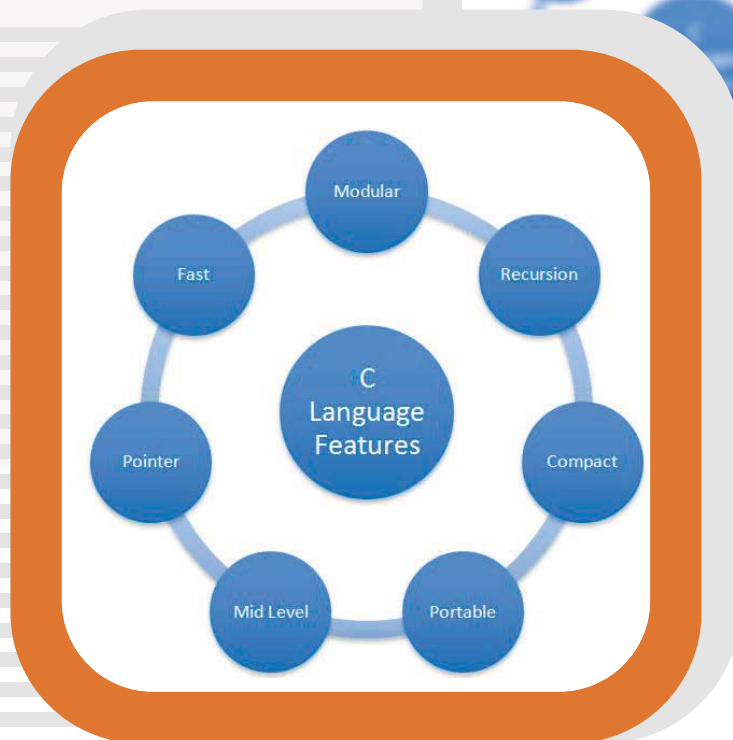 Modular
Fast
Recursion
C
Language
Features
Pointer
Compact
Mid Level
Portable